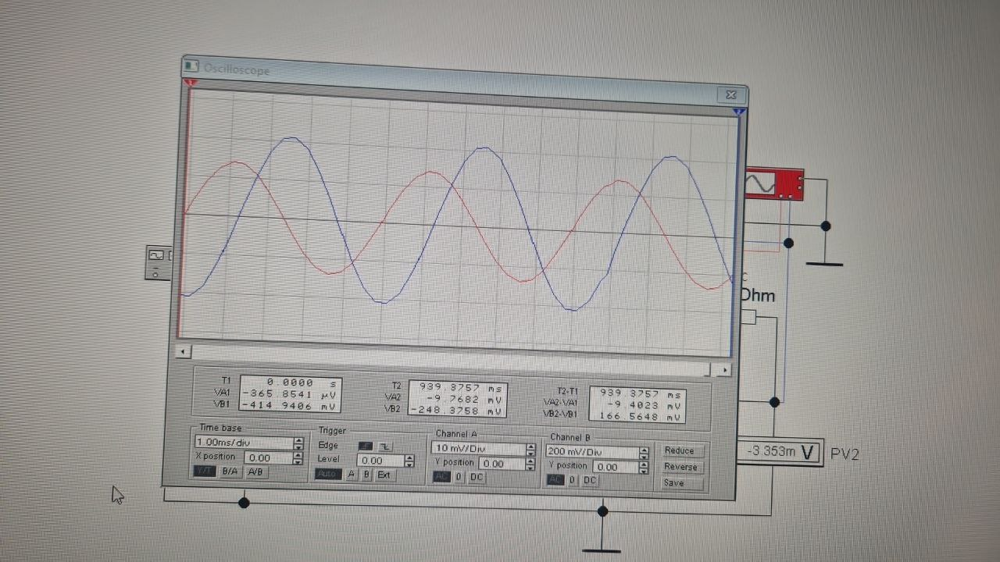 Oscilloscope
1
2
Ohm
T1 0.0000 s
VA1 -365.8541 µV
VB1 -414.9406 mV
T2 939.3757 ms
VA2 -9.7682 mV
VB2 -248.3758 mV
T2-T1 939.3757 ms
VA2-VA1 -9.4023 mV
VB2-VB1 166.5648 mV
Time base
1.00ms/div
X position 0.00
Y/T B/A A/B
Trigger
Edge
Level 0.00
Auto A B Ext
Channel A
10 mV/Div
Y position 0.00
AC 0 DC
Channel B
200 mV/Div
Y position 0.00
AC 0 DC
Reduce
Reverse
Save
-3.353m V PV2